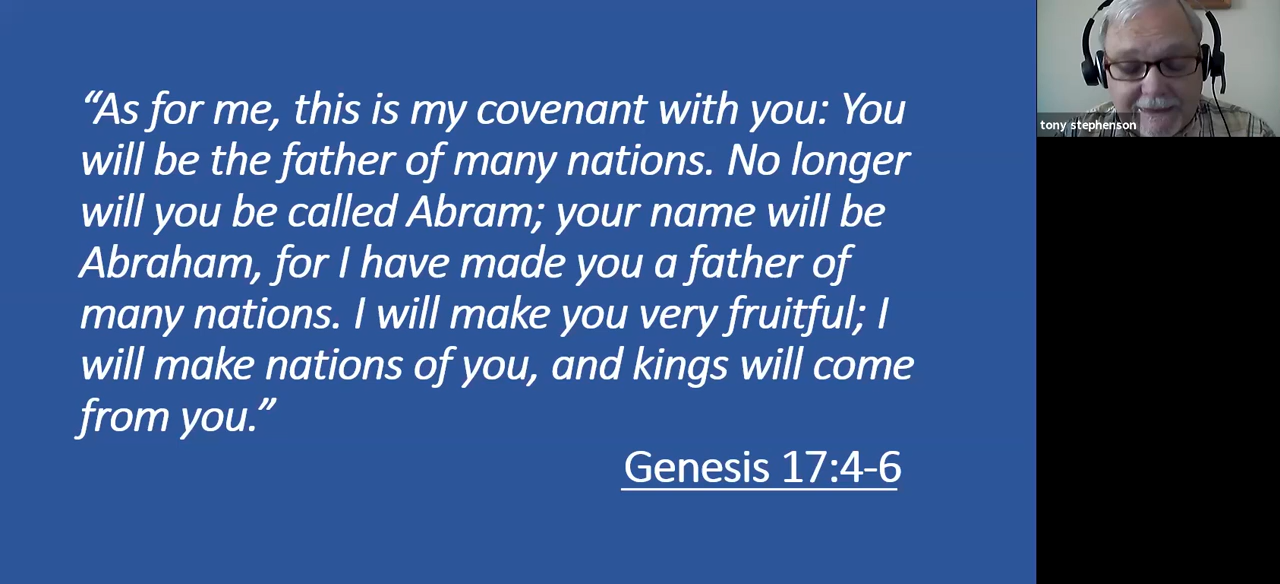 “As for me, this is my covenant with you: You
will be the father of many nations. No longer
will you be called Abram; your name will be
Abraham, for I have made you a father of
many nations. I will make you very fruitful; I
will make nations of you, and kings will come
from you.”
Genesis 17:4-6
tony stephenson